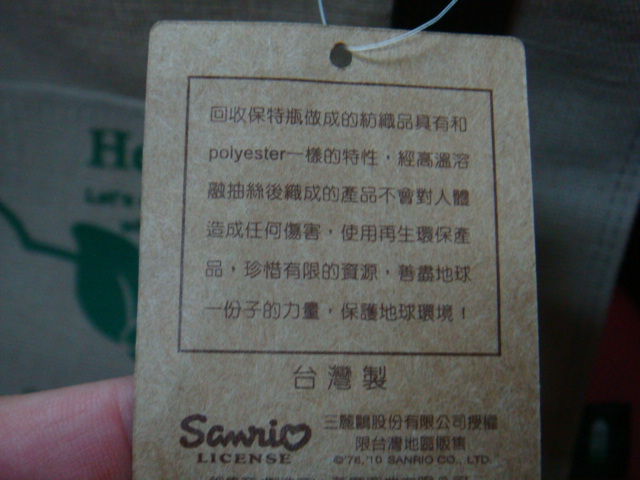 回收保特瓶做成的紡織品具有和
polyester一樣的特性，經高溫溶
融抽絲後織成的產品不會對人體
造成任何傷害，使用再生環保產
品，珍惜有限的資源，善盡地球
一份子的力量，保護地球環境！
台灣製
Sanrio
LICENSE
三麗鷗股份有限公司授權
限台灣地區販售
©'76,'10 SANRIO CO., LTD.
Let's